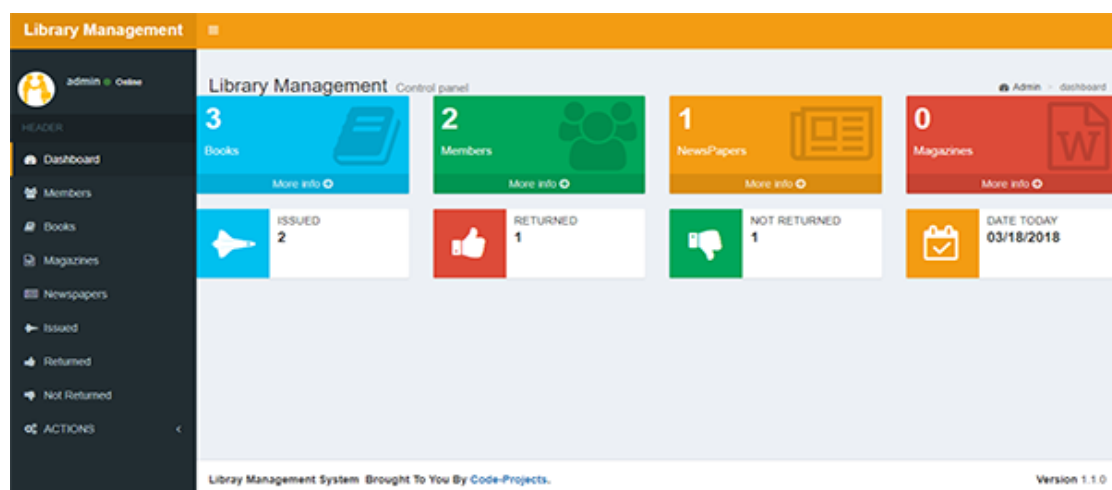 Library Management
admin Online
HEADER
Dashboard
Members
Books
Magazines
Newspapers
Issued
Returned
Not Returned
ACTIONS
Library Management Control panel
Admin > dashboard
3
Books
More info
2
Members
More info
1
NewsPapers
More info
0
Magazines
W
More info
ISSUED
2
RETURNED
1
NOT RETURNED
1
DATE TODAY
03/18/2018
Libray Management System Brought To You By Code-Projects.
Version 1.1.0